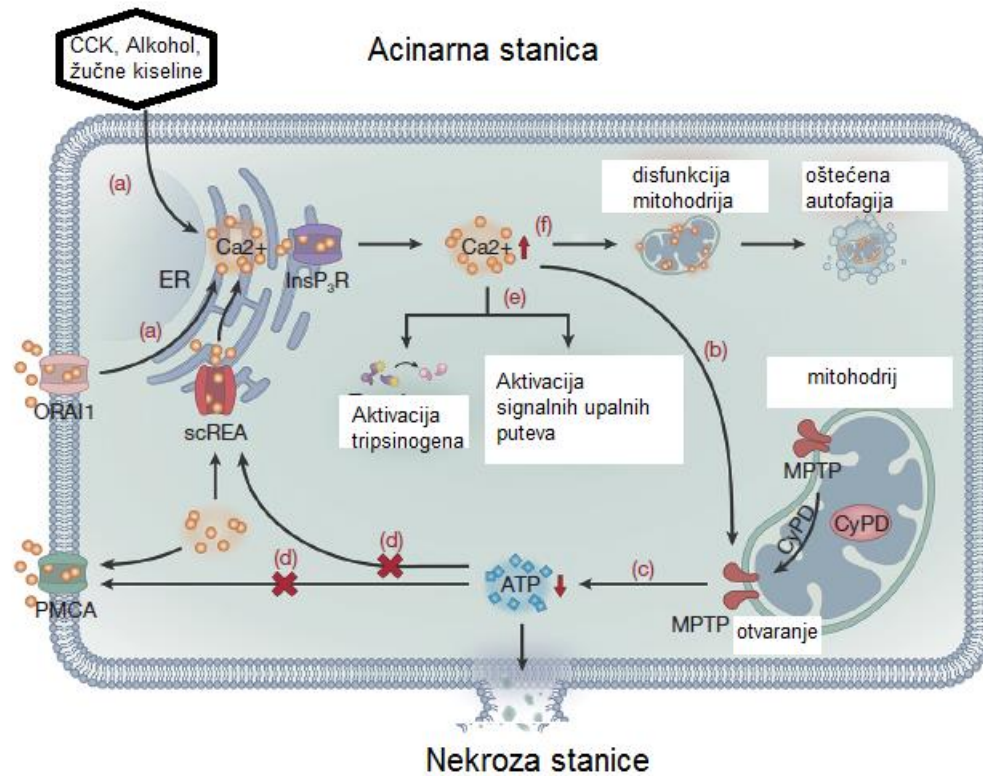 CCK, Alkohol,
žučne kiseline
Acinarna stanica
(a)
Ca2+
ER
InsP3R
Ca2+
(f)
disfunkcija
mitohodrija
oštećena
autofagija
(a)
(e)
(b)
ORAI1
scREA
Aktivacija
tripsinogena
Aktivacija
signalnih upalnih
puteva
mitohodrij
MPTP
CyPD
CyPD
(d)
(d)
PMCA
ATP
(c)
MPTP
otvaranje
Nekroza stanice